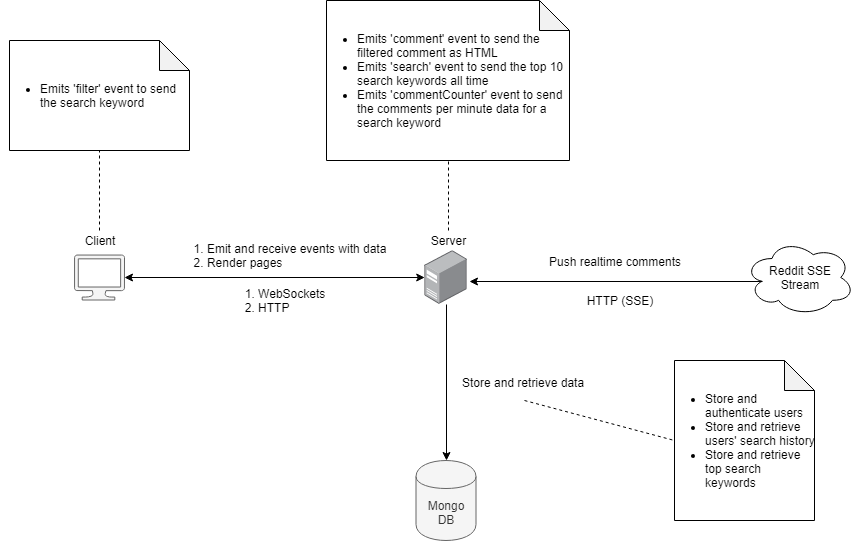 • Emits 'filter' event to send
the search keyword
• Emits 'comment' event to send the
filtered comment as HTML
• Emits 'search' event to send the top 10
search keywords all time
• Emits 'commentCounter' event to send
the comments per minute data for a
search keyword
Client
Server
1. Emit and receive events with data
2. Render pages
1. WebSockets
2. HTTP
Push realtime comments
HTTP (SSE)
Reddit SSE
Stream
Store and retrieve data
• Store and
authenticate users
• Store and retrieve
users' search history
• Store and retrieve
top search
keywords
Mongo
DB